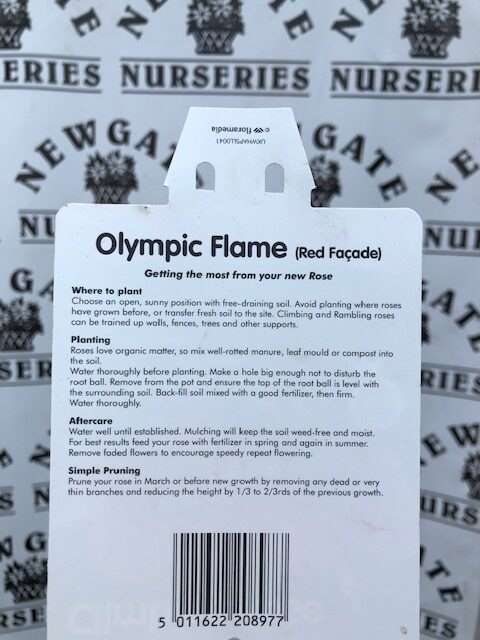 ERIES NURSERIES NURSERI
NEWGATE
c floramedia
UXWHAPSLL0041
Olympic Flame (Red Façade)
Getting the most from your new Rose
Where to plant
Choose an open, sunny position with free-draining soil. Avoid planting where roses
have grown before, or transfer fresh soil to the site. Climbing and Rambling roses
can be trained up walls, fences, trees and other supports.
Planting
Roses love organic matter, so mix well-rotted manure, leaf mould or compost into
the soil.
Water thoroughly before planting. Make a hole big enough not to disturb the
root ball. Remove from the pot and ensure the top of the root ball is level with
the surrounding soil. Back-fill soil mixed with a good fertilizer, then firm.
Water thoroughly.
Aftercare
Water well until established. Mulching will keep the soil weed-free and moist.
For best results feed your rose with fertilizer in spring and again in summer.
Remove faded flowers to encourage speedy repeat flowering.
Simple Pruning
Prune your rose in March or before new growth by removing any dead or very
thin branches and reducing the height by 1/3 to 2/3rds of the previous growth.
5 011622 208977